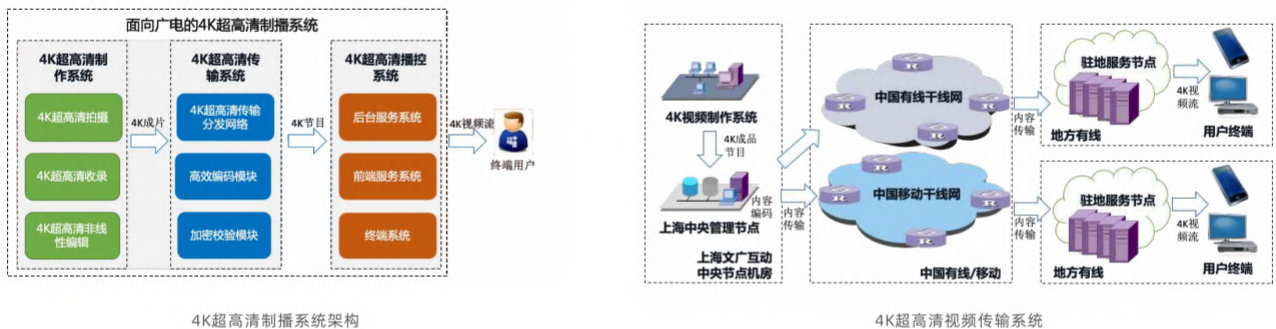 面向广电的4K超高清制播系统
4K超高清制
作系统
4K超高清拍摄
4K超高清收录
4K超高清非线
性编辑
4K成片
4K超高清传
输系统
4K超高清传输
分发网络
高效编码模块
加密校验模块
4K节目
4K超高清播控
系统
后台服务系统
前端服务系统
终端系统
4K视频流
终端用户
4K超高清制播系统架构
4K视频制作系统
4K成品
节目
上海中央管理节点
内容
编码
内容
传输
上海文广互动
中央节点机房
R
R
R
R
中国有线干线网
R
R
R
R
中国移动干线网
中国有线/移动
内容
传输
驻地服务节点
地方有线
4K视
频流
用户终端
内容
传输
驻地服务节点
地方有线
4K视
频流
用户终端
4K超高清视频传输系统